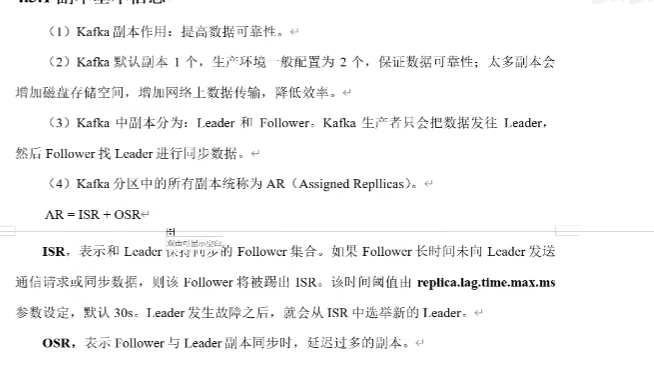 （1）Kafka 副本作用：提高数据可靠性。
（2）Kafka 默认副本 1 个，生产环境一般配置为 2 个，保证数据可靠性；太多副本会
增加磁盘存储空间，增加网络上数据传输，降低效率。
（3）Kafka 中副本分为：Leader 和 Follower。Kafka 生产者只会把数据发往 Leader，
然后 Follower 找 Leader 进行同步数据。
（4）Kafka 分区中的所有副本统称为 AR（Assigned Repllicas）。
AR = ISR + OSR
双击可显示空白
ISR，表示和 Leader 保持同步的 Follower 集合。如果 Follower 长时间未向 Leader 发送
通信请求或同步数据，则该 Follower 将被踢出 ISR。该时间阈值由 replica.lag.time.max.ms
参数设定，默认 30s。Leader 发生故障之后，就会从 ISR 中选举新的 Leader。
OSR，表示 Follower 与 Leader 副本同步时，延迟过多的副本。